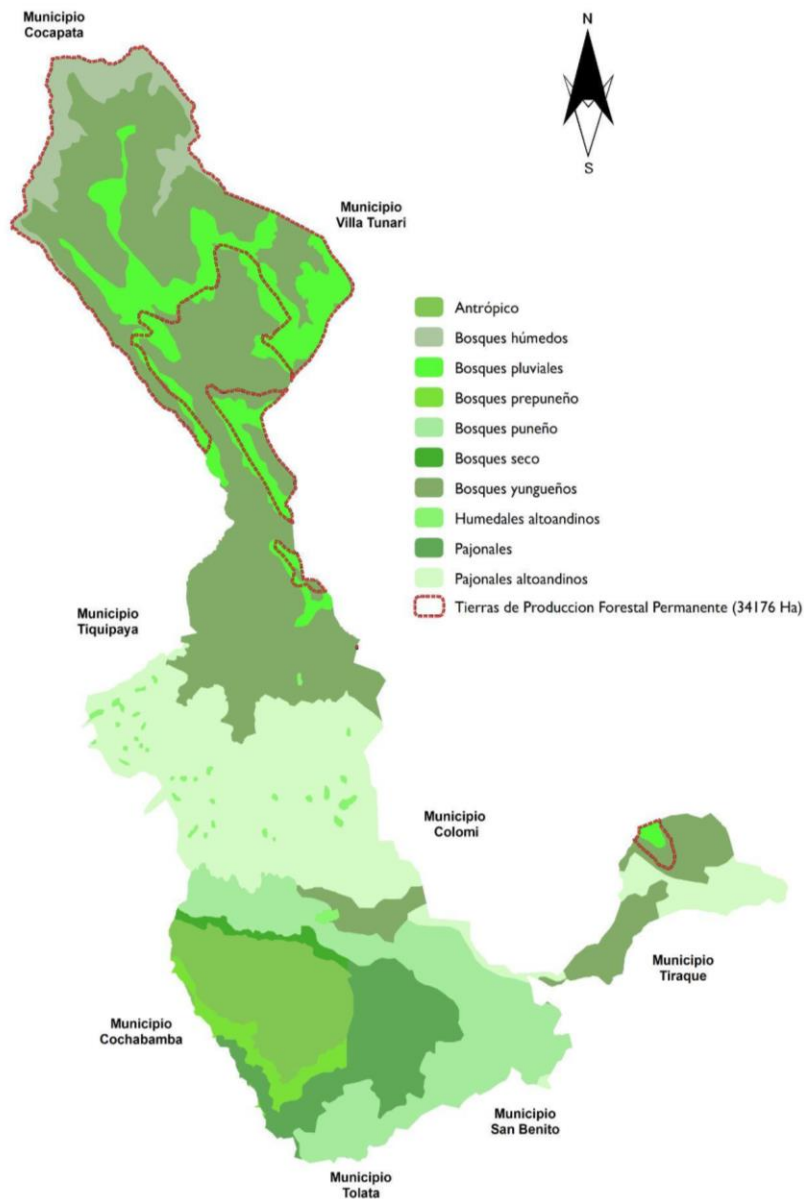 Municipio
Cocapata
N
S
Municipio
Villa Tunari
Antrópico
Bosques húmedos
Bosques pluviales
Bosques prepuneño
Bosques puneño
Bosques seco
Bosques yungueños
Humedales altoandinos
Pajonales
Pajonales altoandinos
Tierras de Produccion Forestal Permanente (34176 Ha)
Municipio
Tiquipaya
Municipio
Colomi
Municipio
Tiraque
Municipio
Cochabamba
Municipio
San Benito
Municipio
Tolata